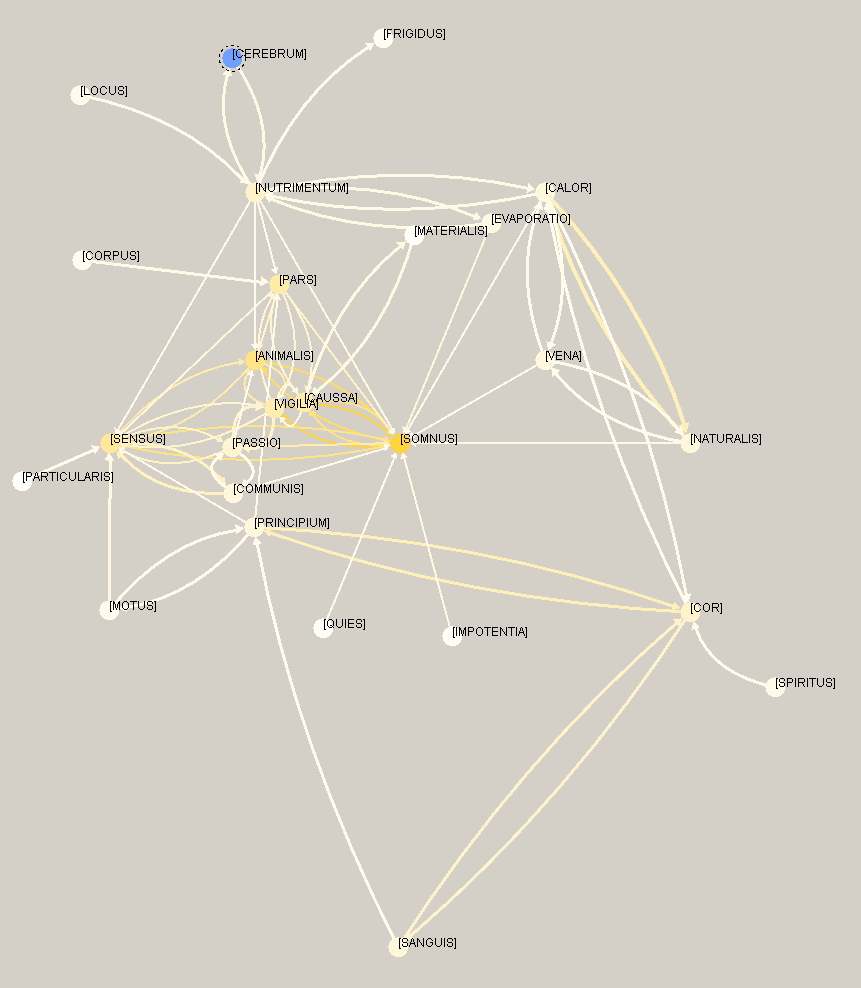 [FRIGIDUS]
[CEREBRUM]
[LOCUS]
[NUTRIMENTUM]
[CALOR]
[EVAPORATIO]
[MATERIALIS]
[CORPUS]
[PARS]
[ANIMALIS]
[VENA]
[CAUSSA]
[VIGILIA]
[SENSUS]
[PASSIO]
[SOMNUS]
[NATURALIS]
[PARTICULARIS]
[COMMUNIS]
[PRINCIPIUM]
[MOTUS]
[COR]
[QUIES]
[IMPOTENTIA]
[SPIRITUS]
[SANGUIS]